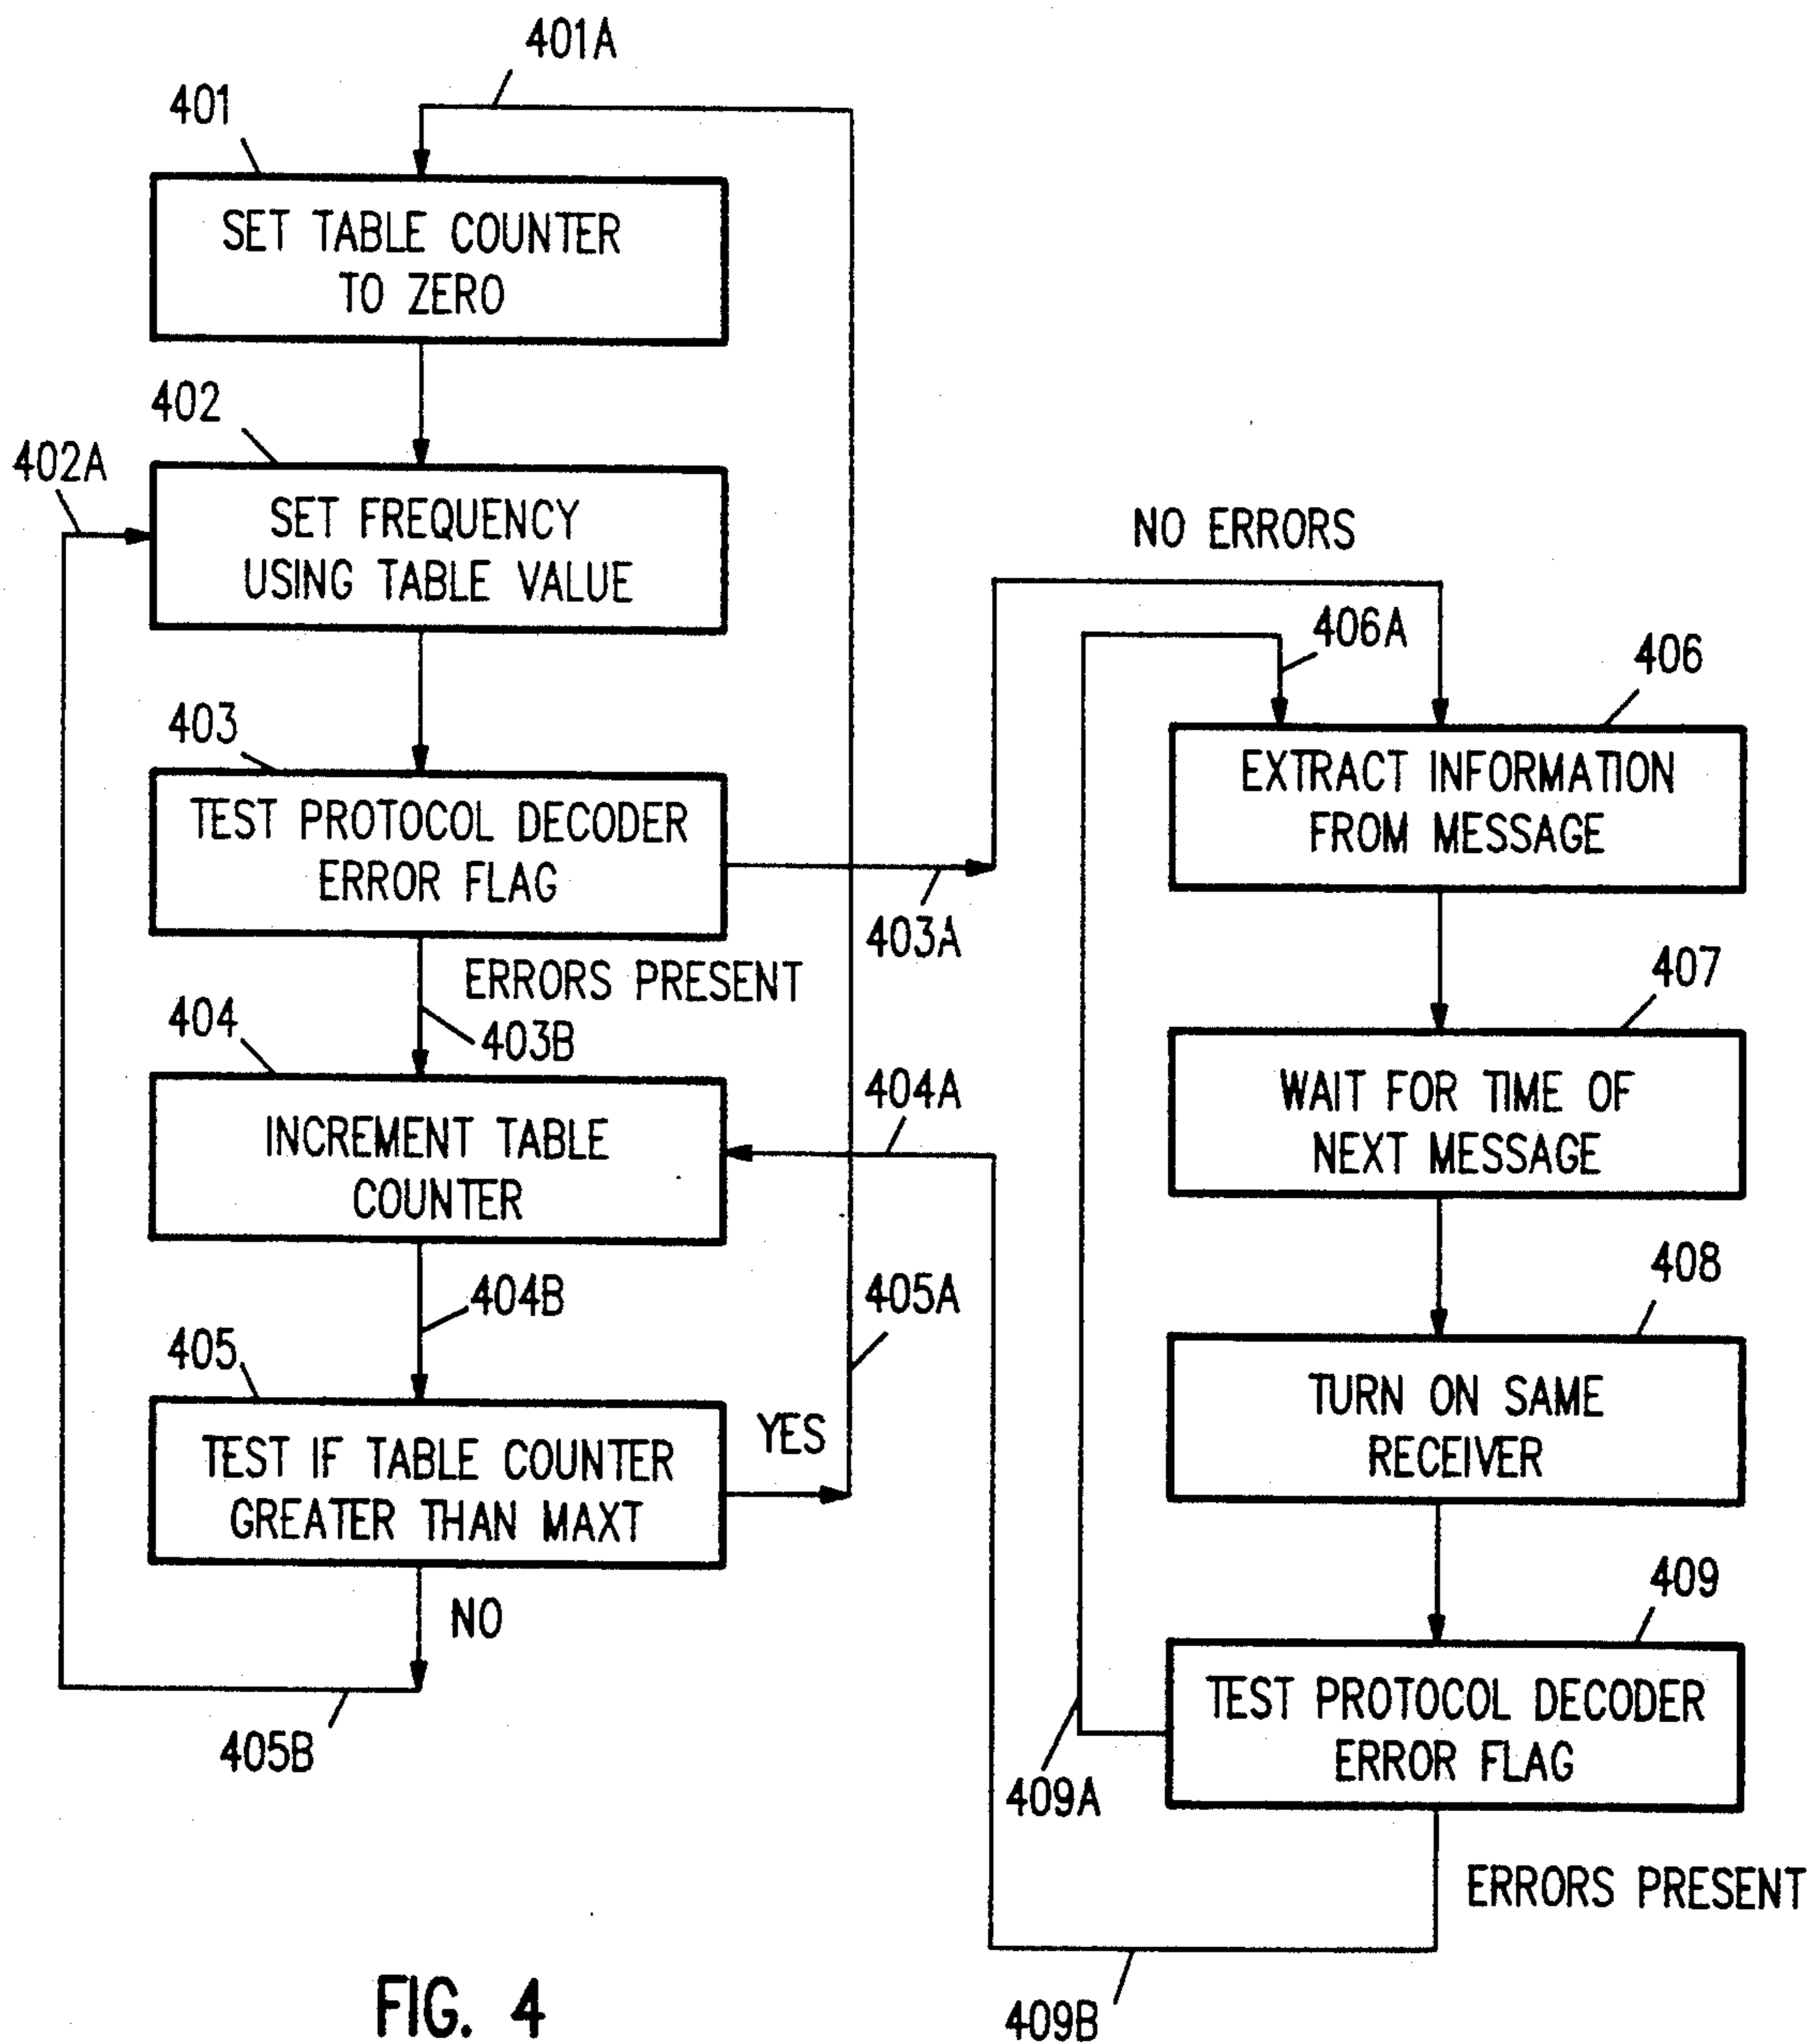 401A
401
SET TABLE COUNTER
TO ZERO
402
402A
SET FREQUENCY
USING TABLE VALUE
403
TEST PROTOCOL DECODER
ERROR FLAG
403A
ERRORS PRESENT
403B
404
404A
INCREMENT TABLE
COUNTER
404B
405A
405
TEST IF TABLE COUNTER
GREATER THAN MAXT
YES
NO
405B
NO ERRORS
406A
406
EXTRACT INFORMATION
FROM MESSAGE
407
WAIT FOR TIME OF
NEXT MESSAGE
408
TURN ON SAME
RECEIVER
409
TEST PROTOCOL DECODER
ERROR FLAG
409A
ERRORS PRESENT
409B
FIG. 4